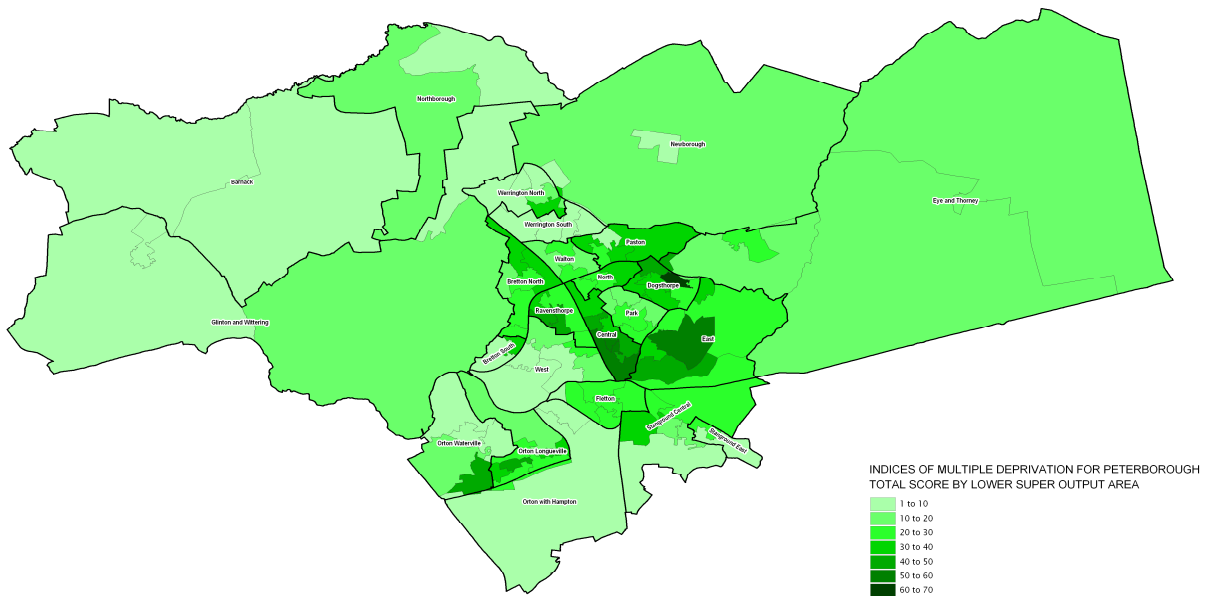 Northborough
Newborough
Barnack
Werrington North
Eye and Thorney
Werrington South
Paston
Walton
North
Bretton North
Dogsthorpe
Ravensthorpe
Park
Glinton and Wittering
Central
East
Bretton South
West
Fletton
Stanground Central
Stanground East
Orton Waterville
Orton Longueville
Orton with Hampton
INDICES OF MULTIPLE DEPRIVATION FOR PETERBOROUGH
TOTAL SCORE BY LOWER SUPER OUTPUT AREA
1 to 10
10 to 20
20 to 30
30 to 40
40 to 50
50 to 60
60 to 70